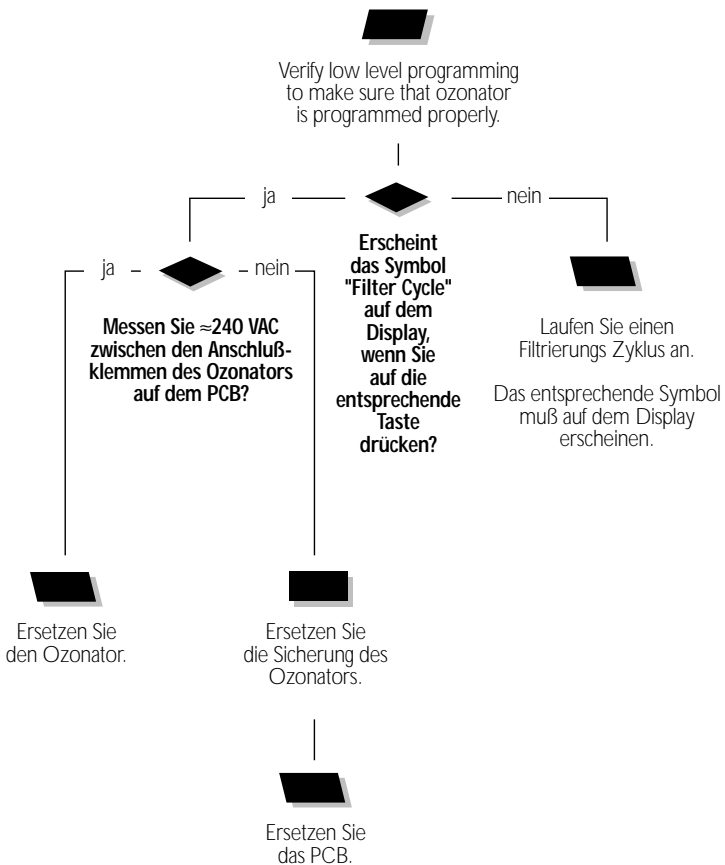 Verify low level programming
to make sure that ozonator
is programmed properly.
ja
nein
Erscheint
das Symbol
"Filter Cycle"
auf dem
Display,
wenn Sie
auf die
entsprechende
Taste
drücken?
ja
nein
Messen Sie ≈240 VAC
zwischen den Anschluß-
klemmen des Ozonators
auf dem PCB?
Laufen Sie einen
Filtrierungs Zyklus an.
Das entsprechende Symbol
muß auf dem Display
erscheinen.
Ersetzen Sie
den Ozonator.
Ersetzen Sie
die Sicherung des
Ozonators.
Ersetzen Sie
das PCB.